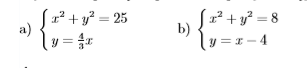 a) { x² + y² = 25
y = 4/3 x
b) { x² + y² = 8
y = x − 4